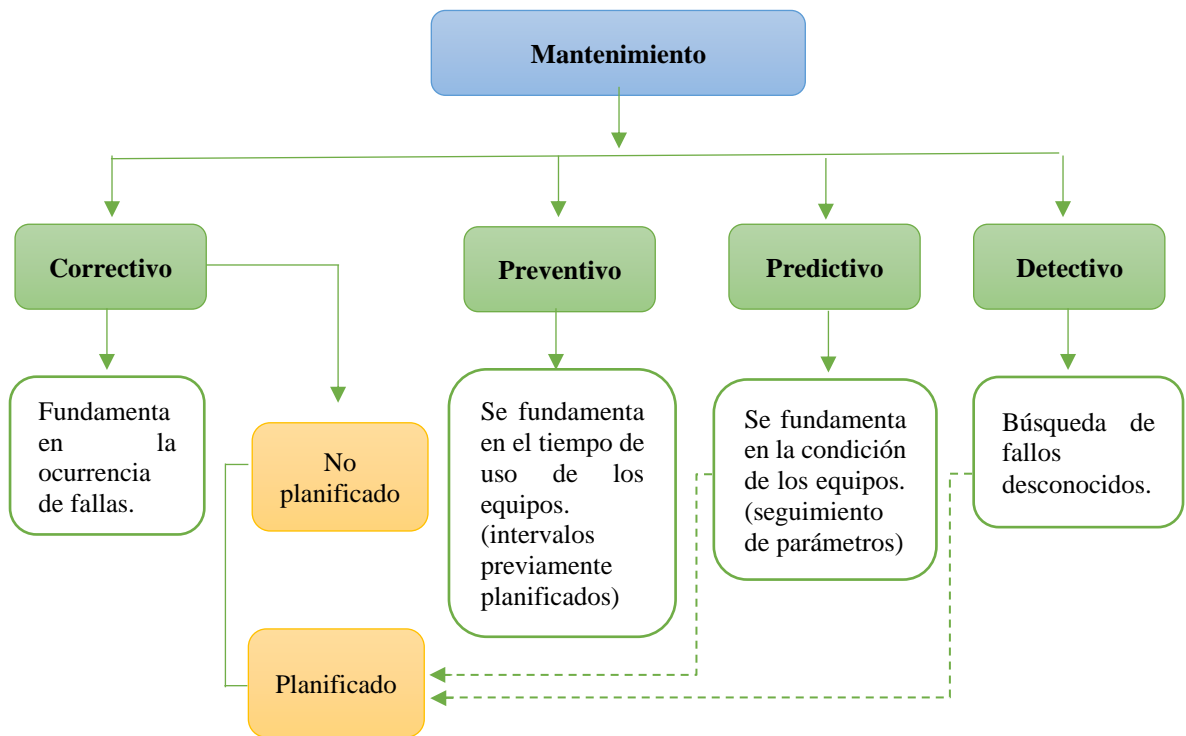 Mantenimiento
Correctivo
Preventivo
Predictivo
Detectivo
Fundamenta
en la
ocurrencia
de fallas.
No
planificado
Planificado
Se fundamenta
en el tiempo de
uso de los
equipos.
(intervalos
previamente
planificados)
Se fundamenta
en la condición
de los equipos.
(seguimiento
de parámetros)
Búsqueda de
fallos
desconocidos.